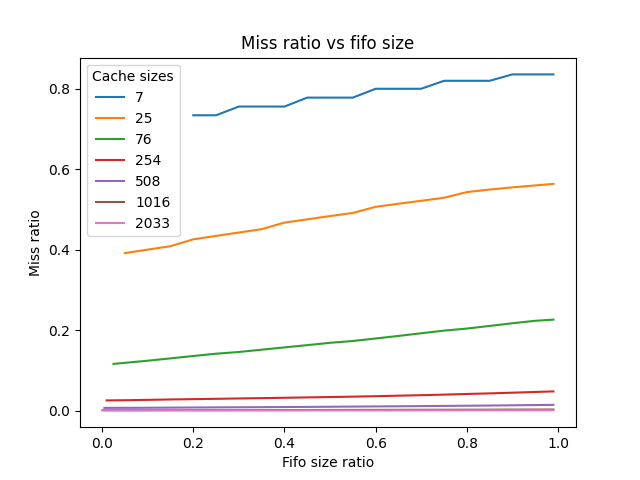 Miss ratio vs fifo size
Cache sizes
7
25
76
254
508
1016
2033
Miss ratio
0.8
0.6
0.4
0.2
0.0
0.0 0.2 0.4 0.6 0.8 1.0
Fifo size ratio